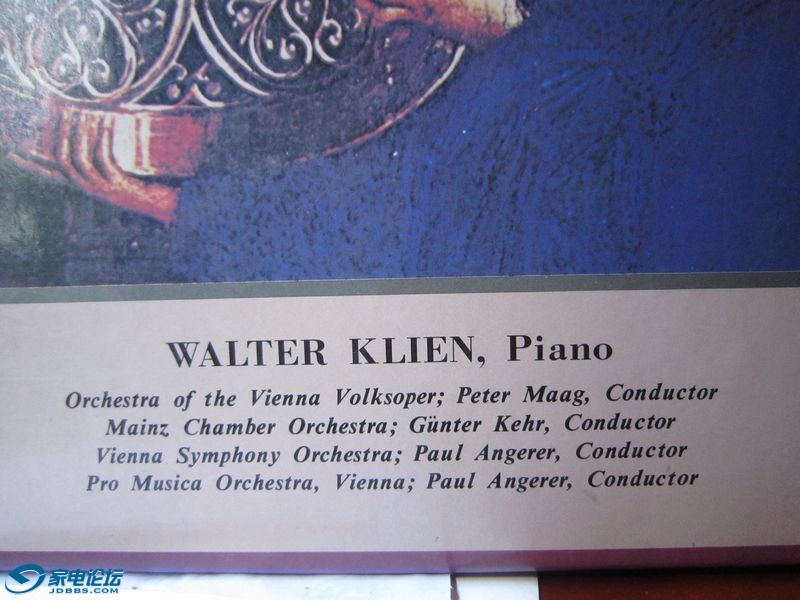 WALTER KLIEN, Piano
Orchestra of the Vienna Volksoper; Peter Maag, Conductor
Mainz Chamber Orchestra; Günter Kehr, Conductor
Vienna Symphony Orchestra; Paul Angerer, Conductor
Pro Musica Orchestra, Vienna; Paul Angerer, Conductor
家电论坛
JDBBS.COM